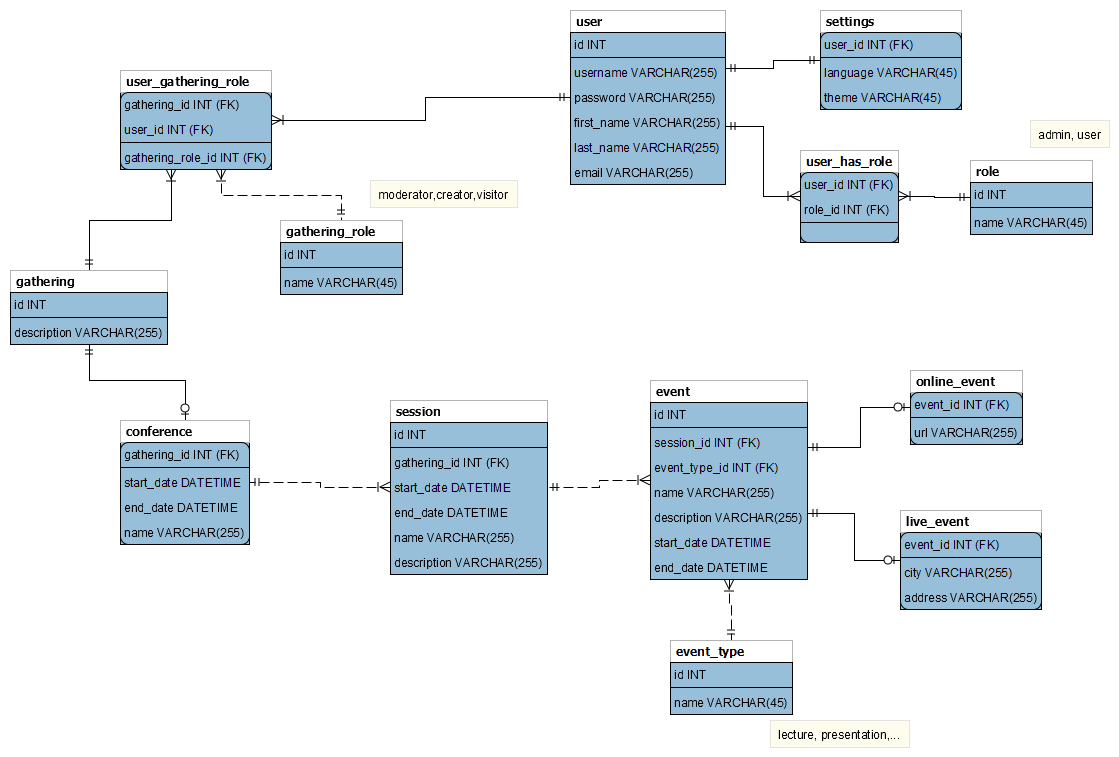 user
id INT
username VARCHAR(255)
password VARCHAR(255)
first_name VARCHAR(255)
last_name VARCHAR(255)
email VARCHAR(255)
settings
user_id INT (FK)
language VARCHAR(45)
theme VARCHAR(45)
user_gathering_role
gathering_id INT (FK)
user_id INT (FK)
gathering_role_id INT (FK)
admin, user
user_has_role
user_id INT (FK)
role_id INT (FK)
role
id INT
name VARCHAR(45)
moderator,creator,visitor
gathering_role
id INT
name VARCHAR(45)
gathering
id INT
description VARCHAR(255)
conference
gathering_id INT (FK)
start_date DATETIME
end_date DATETIME
name VARCHAR(255)
session
id INT
gathering_id INT (FK)
start_date DATETIME
end_date DATETIME
name VARCHAR(255)
description VARCHAR(255)
event
id INT
session_id INT (FK)
event_type_id INT (FK)
name VARCHAR(255)
description VARCHAR(255)
start_date DATETIME
end_date DATETIME
online_event
event_id INT (FK)
url VARCHAR(255)
live_event
event_id INT (FK)
city VARCHAR(255)
address VARCHAR(255)
event_type
id INT
name VARCHAR(45)
lecture, presentation,...